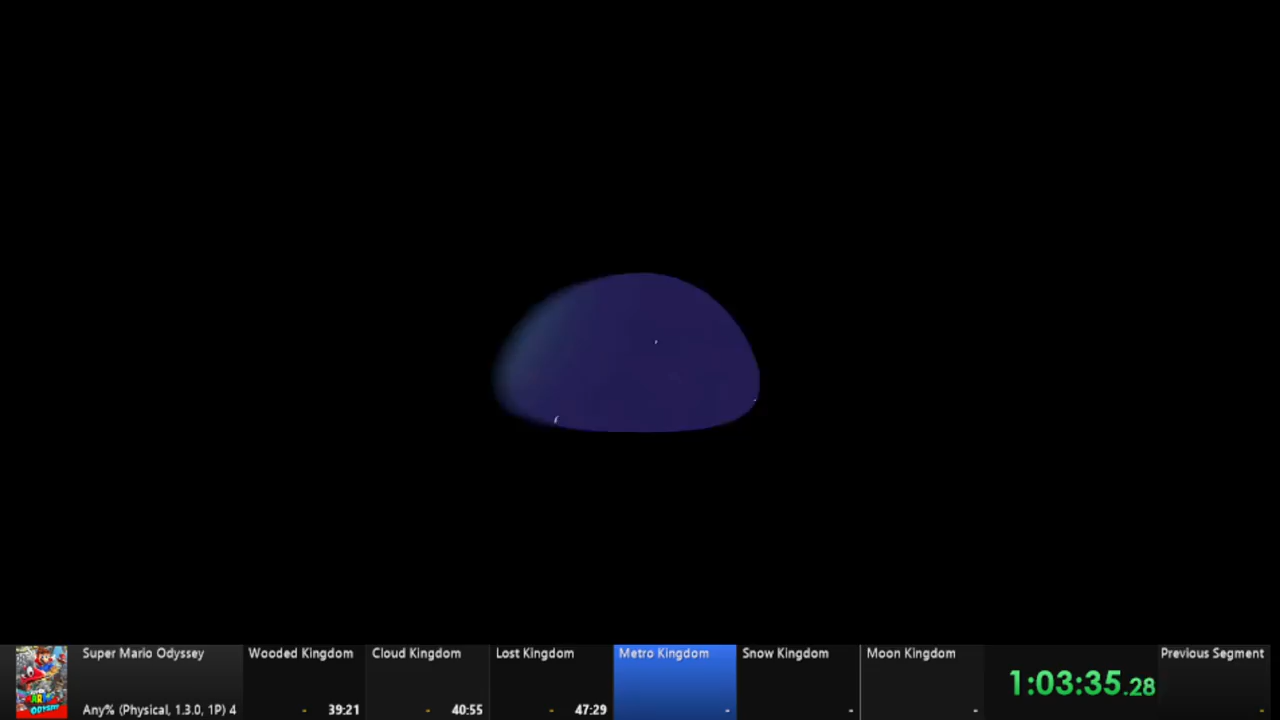 Super Mario Odyssey
Any% (Physical, 1.3.0, 1P) 4
Wooded Kingdom
- 39:21
Cloud Kingdom
- 40:55
Lost Kingdom
- 47:29
Metro Kingdom
-
Snow Kingdom
-
Moon Kingdom
-
1:03:35.28
Previous Segment
-